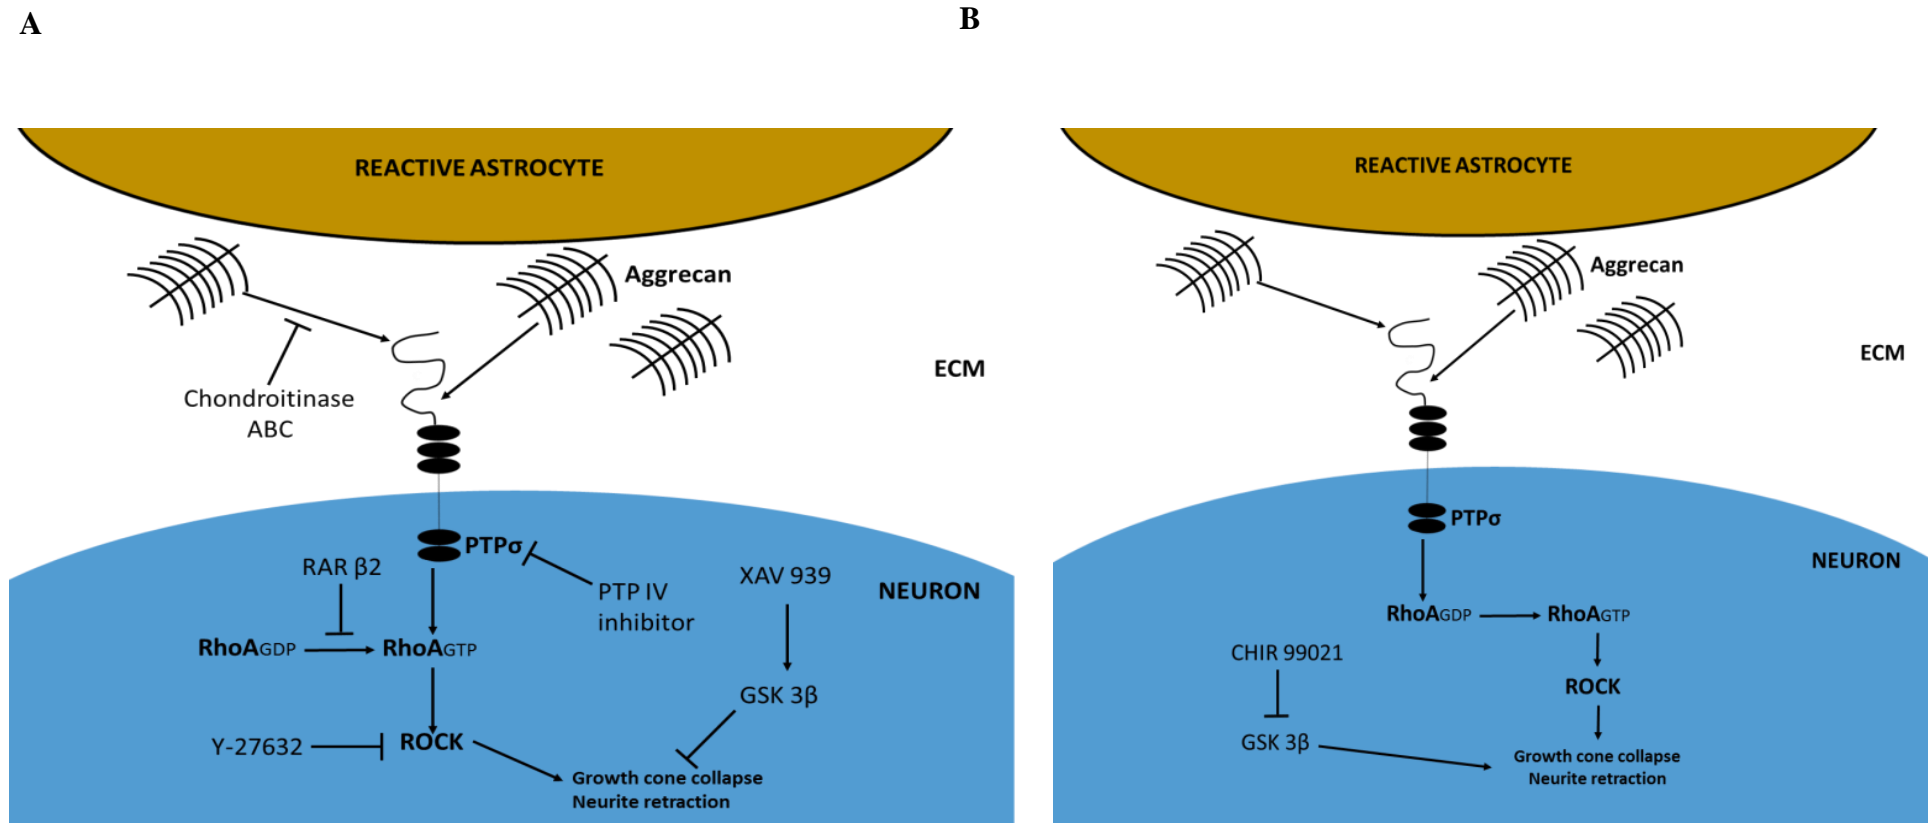 A
REACTIVE ASTROCYTE
Aggrecan
ECM
Chondroitinase
ABC
PTPσ
RAR β2
PTP IV
inhibitor
XAV 939
NEURON
RhoAGDP
RhoAGTP
GSK 3β
Y-27632
ROCK
Growth cone collapse
Neurite retraction
B
REACTIVE ASTROCYTE
Aggrecan
ECM
PTPσ
NEURON
RhoAGDP
RhoAGTP
CHIR 99021
ROCK
GSK 3β
Growth cone collapse
Neurite retraction